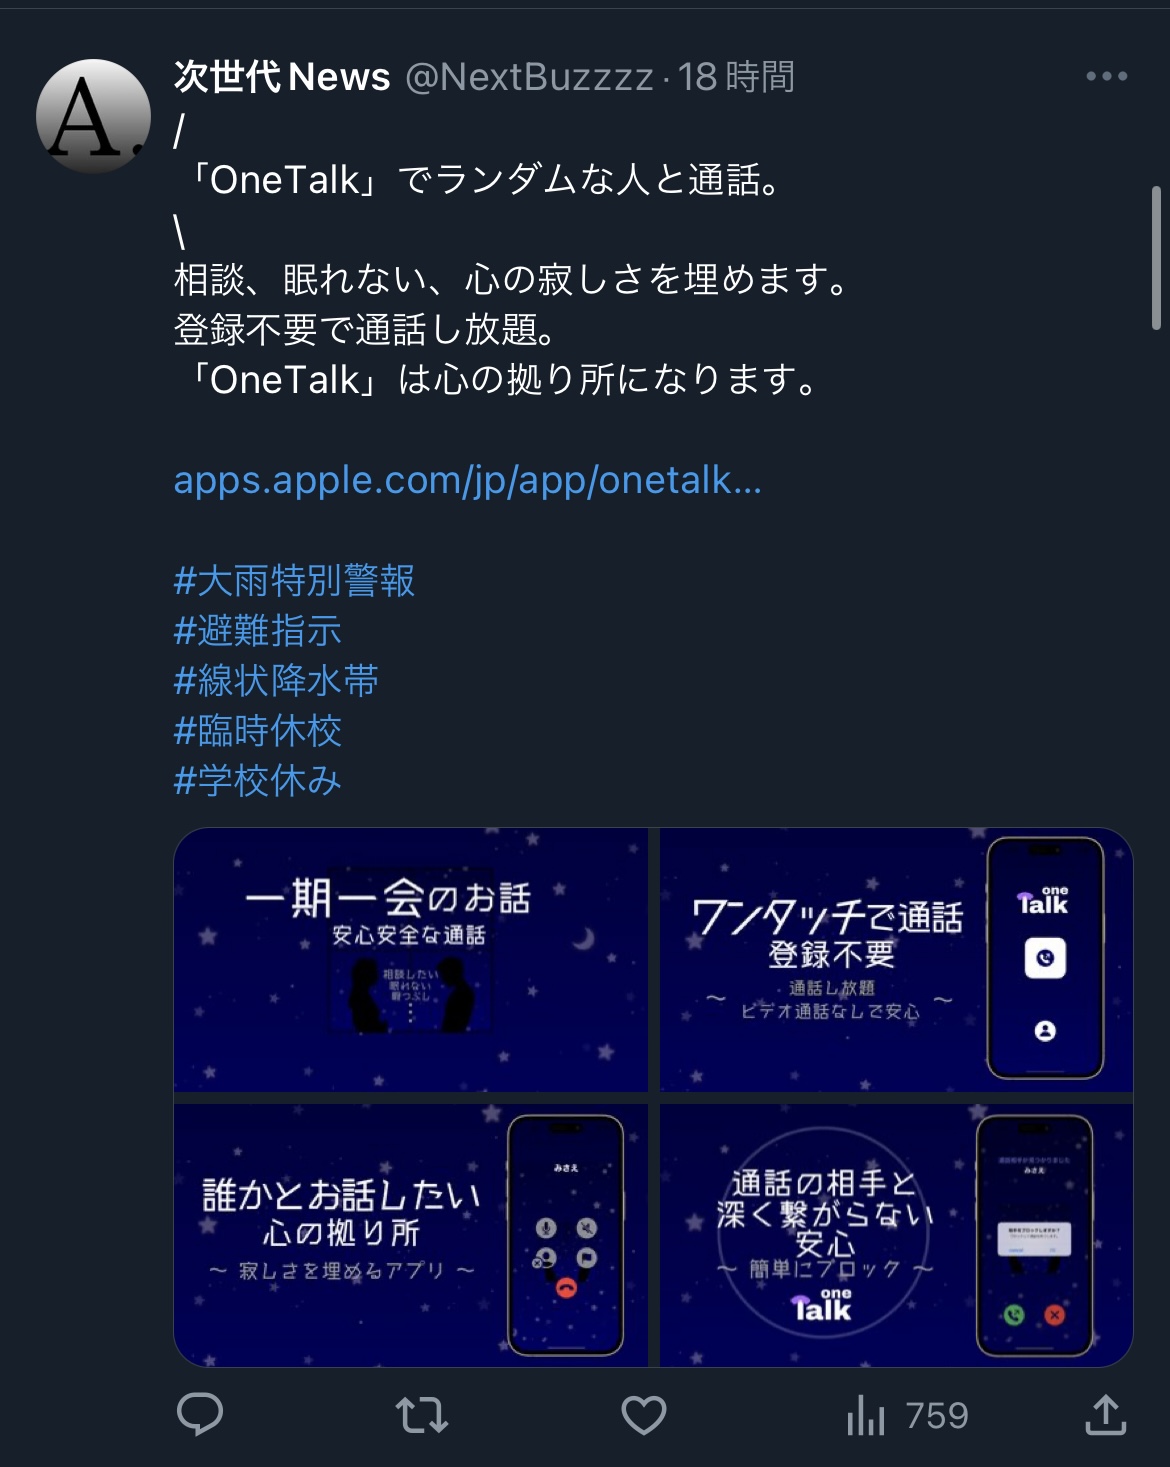 次世代News @NextBuzzzz · 18時間
/
「OneTalk」でランダムな人と通話。
\
相談、眠れない、心の寂しさを埋めます。
登録不要で通話し放題。
「OneTalk」は心の拠り所になります。
apps.apple.com/jp/app/onetalk…
#大雨特別警報
#避難指示
#線状降水帯
#臨時休校
#学校休み
一期一会のお話
安心安全な通話
相談したい
眠れない
暇つぶし
ワンタッチで通話
登録不要
通話し放題
〜 ビデオ通話なしで安心 〜
one
Talk
誰かとお話したい
心の拠り所
〜 寂しさを埋めるアプリ 〜
みさえ
通話の相手と
深く繋がらない
安心
〜 簡単にブロック 〜
one
Talk
みさえ
759
A.